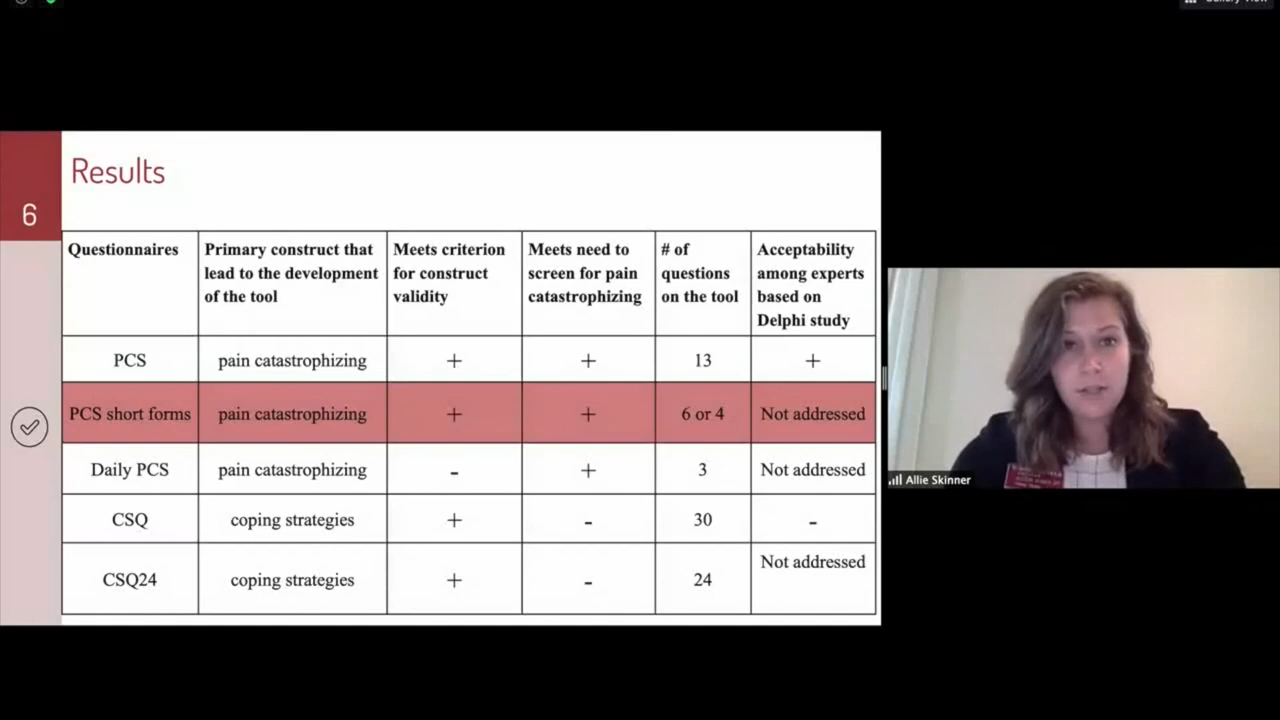 Results
6
Questionnaires
Primary construct that
lead to the development
of the tool
Meets criterion
for construct
validity
Meets need to
screen for pain
catastrophizing
# of
questions
on the tool
Acceptability
among experts
based on
Delphi study
PCS
pain catastrophizing
+
+
13
+
PCS short forms
pain catastrophizing
+
+
6 or 4
Not addressed
Daily PCS
pain catastrophizing
-
+
3
Not addressed
CSQ
coping strategies
+
-
30
-
CSQ24
coping strategies
+
-
24
Not addressed
Allie Skinner